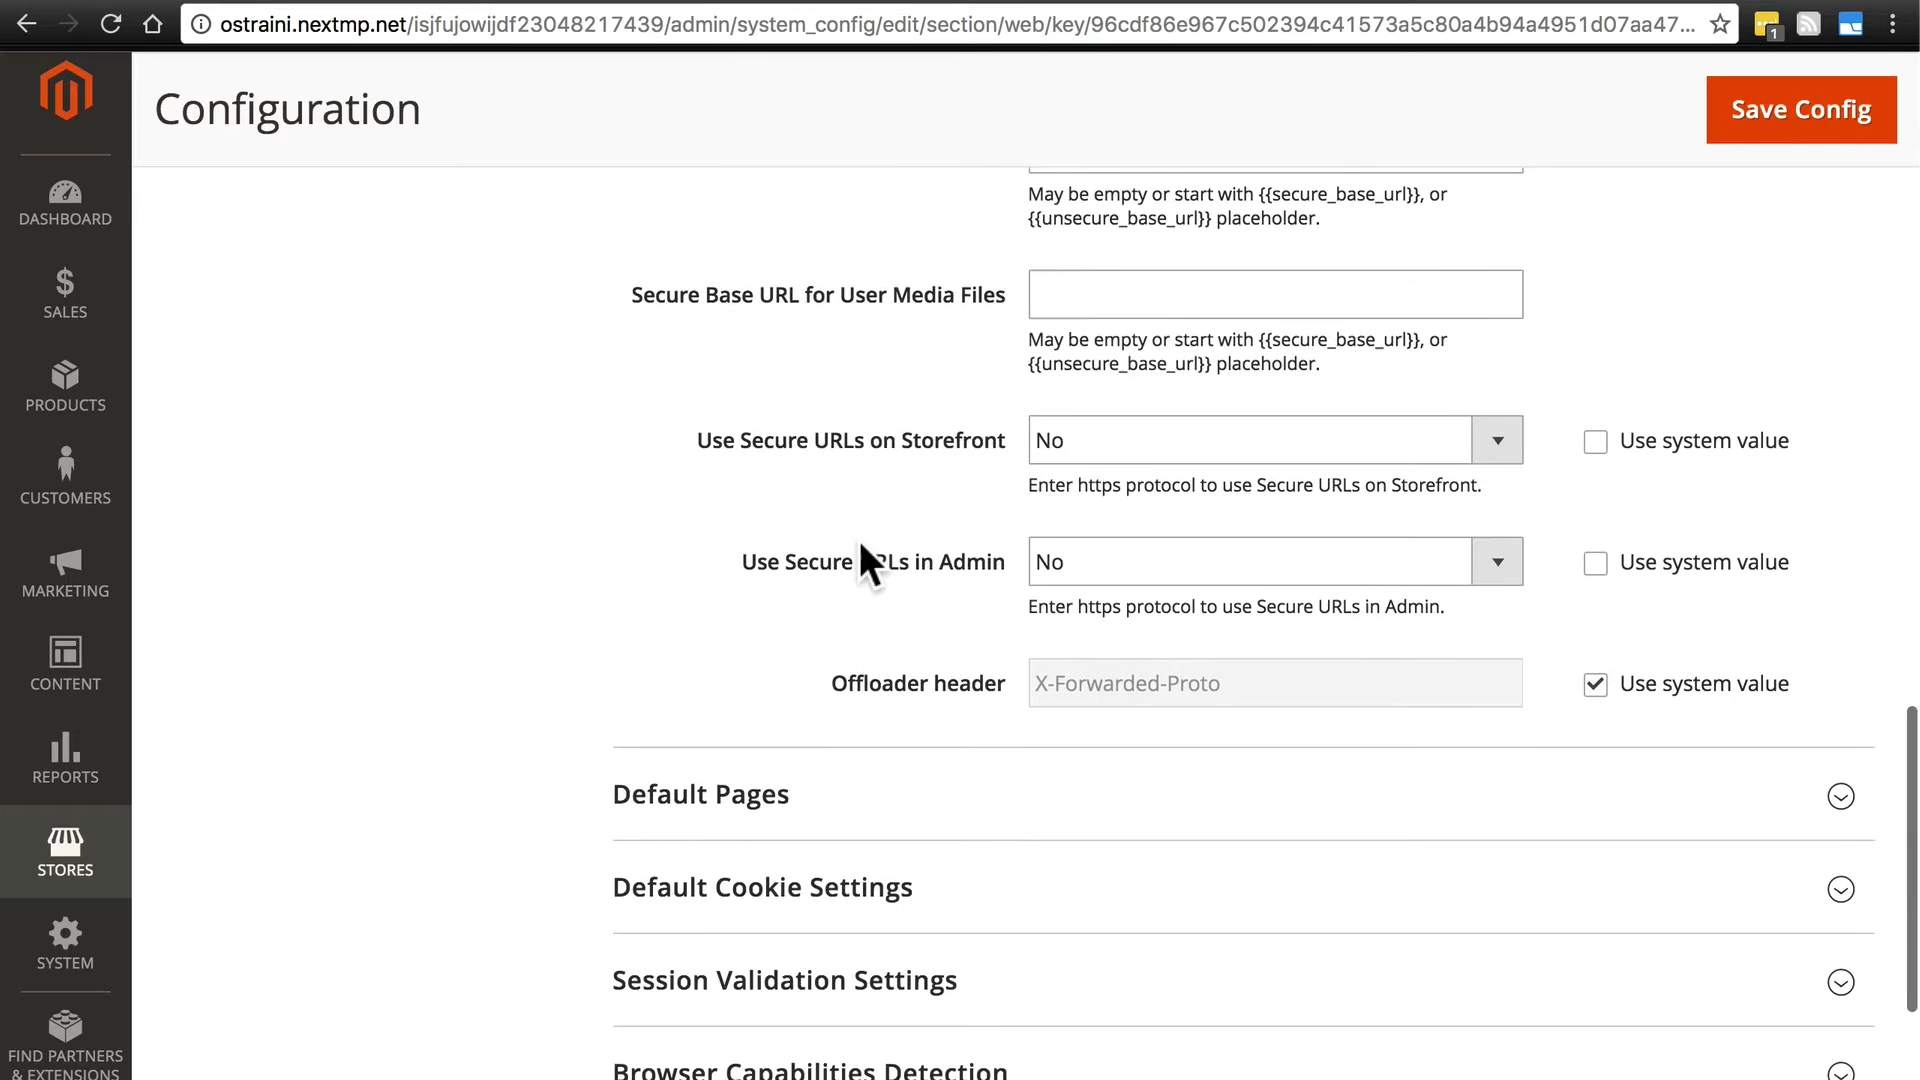 ostraini.nextmp.net/isjfujowijdf23048217439/admin/system_config/edit/section/web/key/96cdf86e967c502394c41573a5c80a4b94a4951d07aa47...
1
Configuration
Save Config
DASHBOARD
SALES
PRODUCTS
CUSTOMERS
MARKETING
CONTENT
REPORTS
STORES
SYSTEM
FIND PARTNERS
& EXTENSIONS
May be empty or start with {{secure_base_url}}, or
{{unsecure_base_url}} placeholder.
Secure Base URL for User Media Files
May be empty or start with {{secure_base_url}}, or
{{unsecure_base_url}} placeholder.
Use Secure URLs on Storefront No Use system value
Enter https protocol to use Secure URLs on Storefront.
Use Secure URLs in Admin No Use system value
Enter https protocol to use Secure URLs in Admin.
Offloader header X-Forwarded-Proto Use system value
Default Pages
Default Cookie Settings
Session Validation Settings
Browser Capabilities Detection